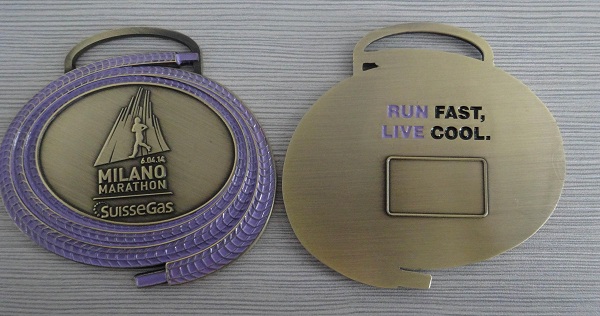 6.04.14
MILANO
MARATHON
SUISSEGAS
RUN FAST,
LIVE COOL.